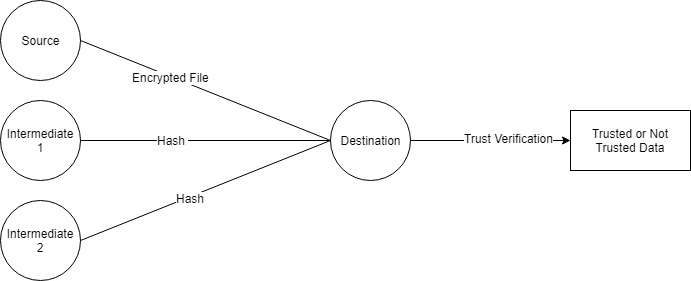 Source
Encrypted File
Intermediate
1
Hash
Destination
Trust Verification
Trusted or Not
Trusted Data
Hash
Intermediate
2